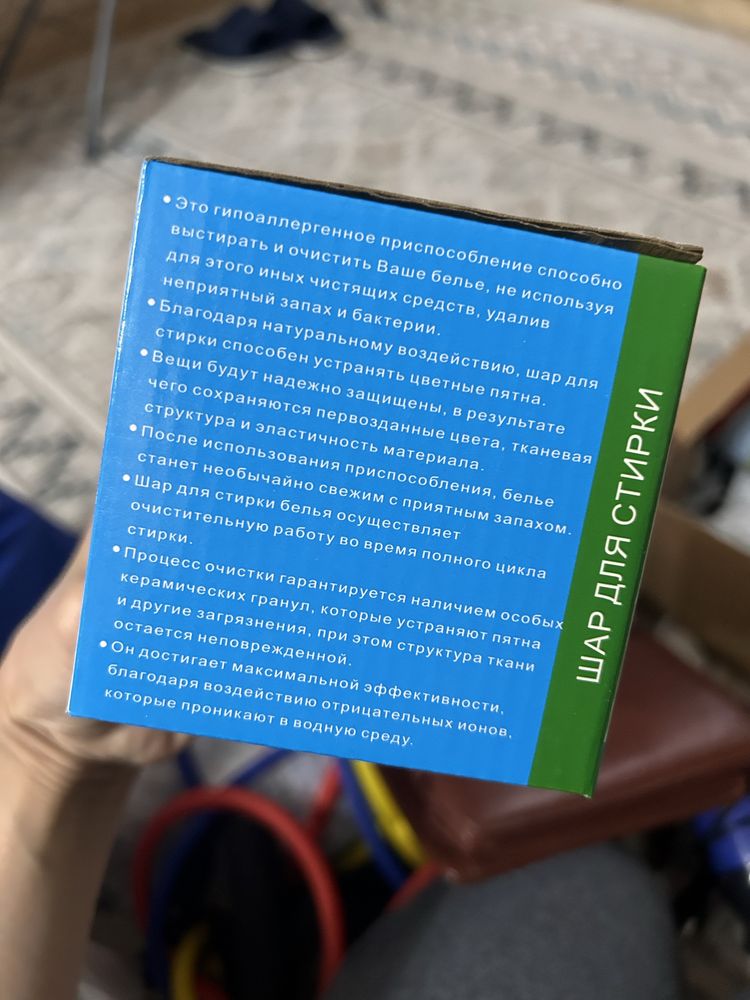 • Это гипоаллергенное приспособление способно
выстирать и очистить Ваше белье, не используя
для этого иных чистящих средств, удалив
неприятный запах и бактерии.
• Благодаря натуральному воздействию, шар для
стирки способен устранять цветные пятна.
• Вещи будут надежно защищены, в результате
чего сохраняются первозданные цвета, тканевая
структура и эластичность материала.
• После использования приспособления, белье
станет необычайно свежим с приятным запахом.
• Шар для стирки белья осуществляет
очистительную работу во время полного цикла
стирки.
• Процесс очистки гарантируется наличием особых
керамических гранул, которые устраняют пятна
и другие загрязнения, при этом структура ткани
остается неповрежденной.
• Он достигает максимальной эффективности,
благодаря воздействию отрицательных ионов,
которые проникают в водную среду.
ШАР ДЛЯ СТИРКИ